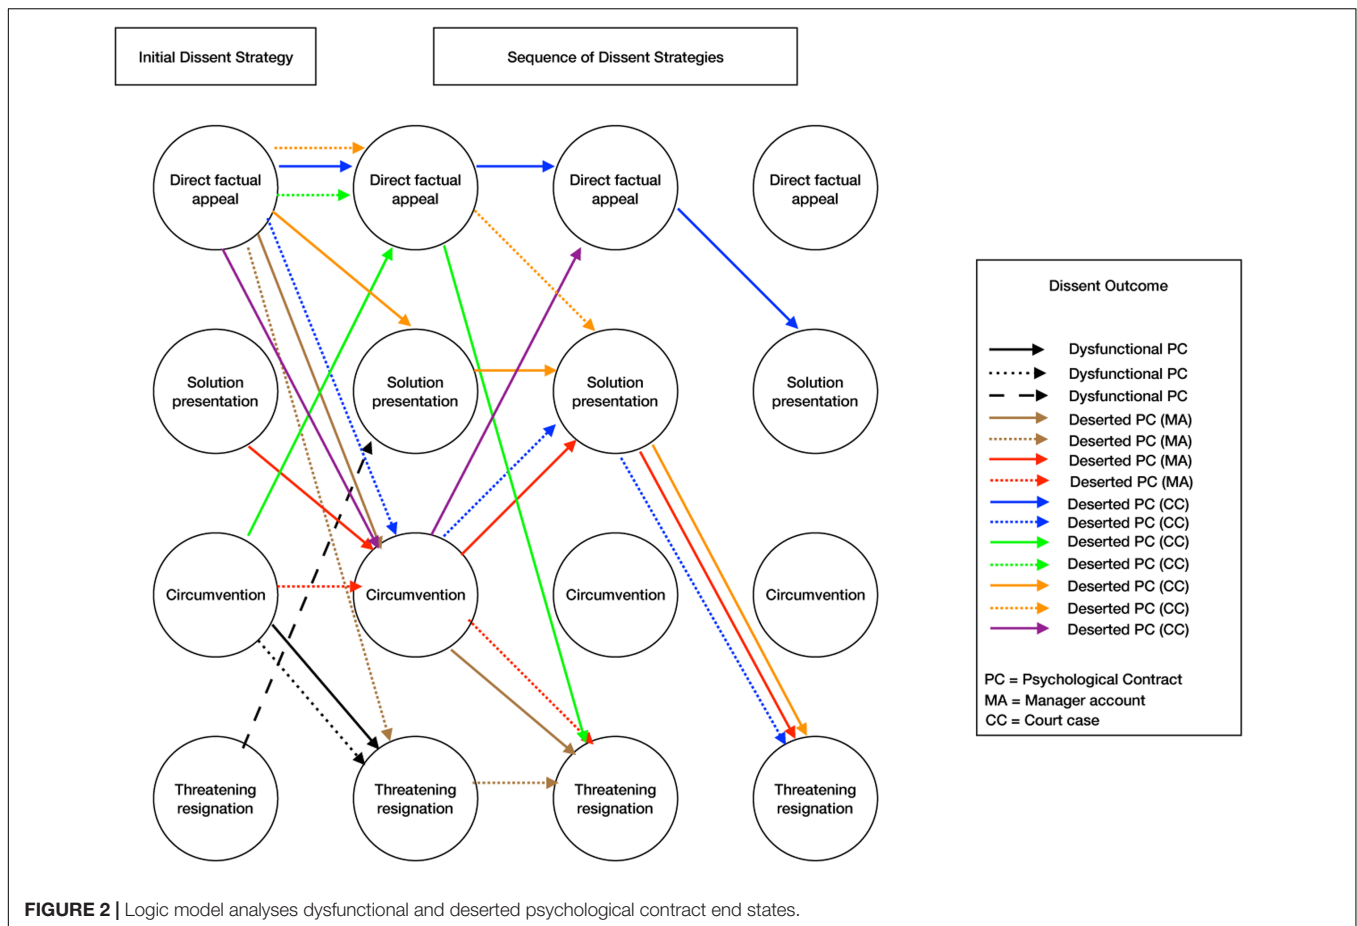 Initial Dissent Strategy
Sequence of Dissent Strategies
Direct factual
appeal
Direct factual
appeal
Direct factual
appeal
Direct factual
appeal
Solution
presentation
Solution
presentation
Solution
presentation
Solution
presentation
Circumvention
Circumvention
Circumvention
Circumvention
Threatening
resignation
Threatening
resignation
Threatening
resignation
Threatening
resignation
Dissent Outcome
Dysfunctional PC
Dysfunctional PC
Dysfunctional PC
Deserted PC (MA)
Deserted PC (MA)
Deserted PC (MA)
Deserted PC (MA)
Deserted PC (CC)
Deserted PC (CC)
Deserted PC (CC)
Deserted PC (CC)
Deserted PC (CC)
Deserted PC (CC)
Deserted PC (CC)
PC = Psychological Contract
MA = Manager account
CC = Court case
FIGURE 2 | Logic model analyses dysfunctional and deserted psychological contract end states.